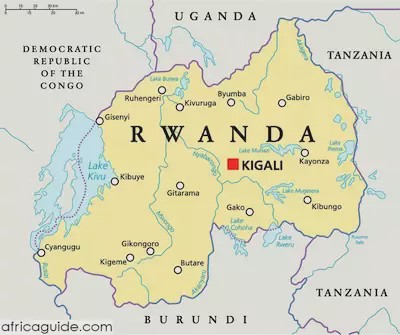 UGANDA
DEMOCRATIC
REPUBLIC
OF THE
CONGO
TANZANIA
Lake Bulera
Ruhengeri
Kivuruga
Byumba
Gabiro
Gisenyi
RWANDA
Lake Muhazi
Kayonza
KIGALI
Lake
Kivu
Kibuye
Gitarama
Nyabarongo
Mwogo
Lake Mugesera
Kibungo
Gako
Lake
Cohoha
Lake
Rweru
Cyangugu
Gikongoro
Kigeme
Butare
Akanyaru
TANZANIA
BURUNDI
africaguide.com